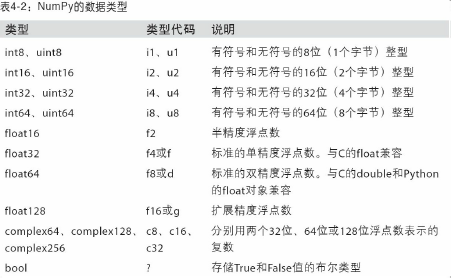 表4-2：NumPy的数据类型
类型 类型代码 说明
int8、uint8 i1、u1 有符号和无符号的8位（1个字节）整型
int16、uint16 i2、u2 有符号和无符号的16位（2个字节）整型
int32、uint32 i4、u4 有符号和无符号的32位（4个字节）整型
int64、uint64 i8、u8 有符号和无符号的64位（8个字节）整型
float16 f2 半精度浮点数
float32 f4或f 标准的单精度浮点数。与C的float兼容
float64 f8或d 标准的双精度浮点数。与C的double和Python
的float对象兼容
float128 f16或g 扩展精度浮点数
complex64、complex128、 c8、c16、 分别用两个32位、64位或128位浮点数表示的
complex256 c32 复数
bool ? 存储True和False值的布尔类型